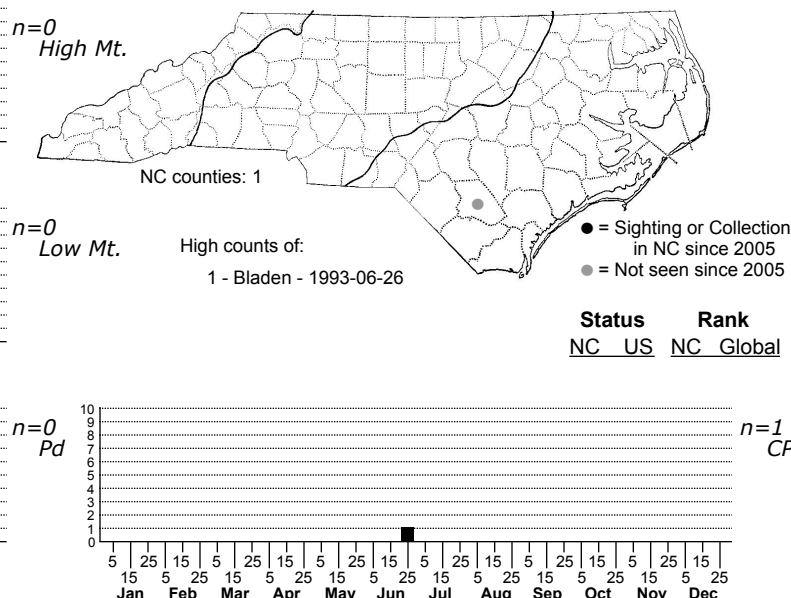 n=0
High Mt.
NC counties: 1
n=0
Low Mt.
High counts of:
1 - Bladen - 1993-06-26
● = Sighting or Collection
in NC since 2005
● = Not seen since 2005
Status Rank
NC US NC Global
n=0
Pd
n=1
CP
10
9
8
7
6
5
4
3
2
1
0
5 25 15 5 25 15 5 25 15 5 25 15 5 25 15 5 25 15
15 5 25 15 5 25 15 5 25 15 5 25 15 5 25 15 5 25
Jan Feb Mar Apr May Jun Jul Aug Sep Oct Nov Dec